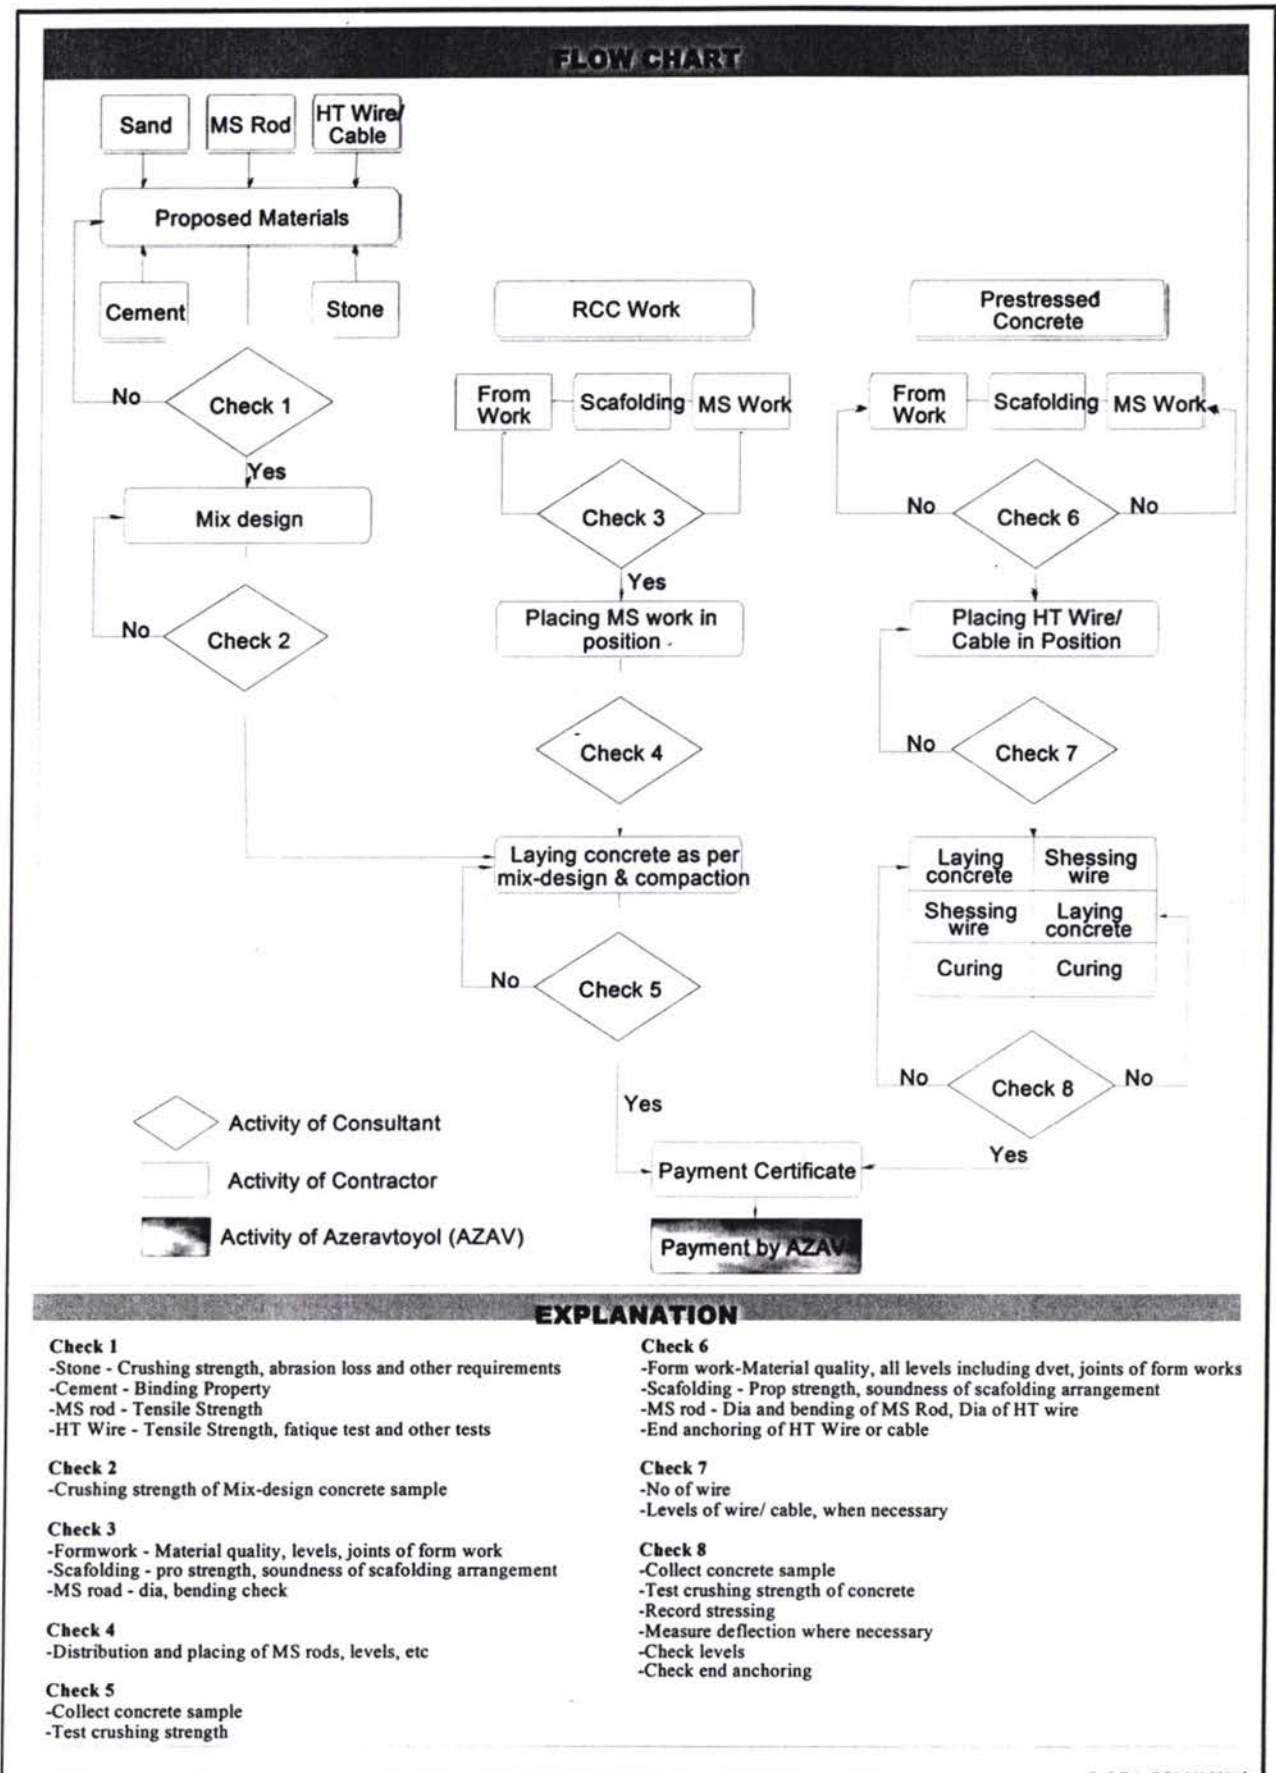 FLOW CHART
Sand
MS Rod
HT Wire/
Cable
Proposed Materials
Cement
Stone
No
Check 1
Yes
Mix design
No
Check 2
RCC Work
From
Work
Scafolding
MS Work
Check 3
Yes
Placing MS work in
position
Check 4
Laying concrete as per
mix-design & compaction
No
Check 5
Yes
Prestressed
Concrete
From
Work
Scafolding
MS Work
No
Check 6
No
Placing HT Wire/
Cable in Position
No
Check 7
Laying
concrete
Shessing
wire
Shessing
wire
Laying
concrete
Curing
Curing
No
Check 8
No
Yes
Payment Certificate
Payment by AZAV
Activity of Consultant
Activity of Contractor
Activity of Azeravtoyol (AZAV)
EXPLANATION
Check 1
-Stone - Crushing strength, abrasion loss and other requirements
-Cement - Binding Property
-MS rod - Tensile Strength
-HT Wire - Tensile Strength, fatique test and other tests
Check 2
-Crushing strength of Mix-design concrete sample
Check 3
-Formwork - Material quality, levels, joints of form work
-Scafolding - pro strength, soundness of scafolding arrangement
-MS road - dia, bending check
Check 4
-Distribution and placing of MS rods, levels, etc
Check 5
-Collect concrete sample
-Test crushing strength
Check 6
-Form work-Material quality, all levels including dvet, joints of form works
-Scafolding - Prop strength, soundness of scafolding arrangement
-MS rod - Dia and bending of MS Rod, Dia of HT wire
-End anchoring of HT Wire or cable
Check 7
-No of wire
-Levels of wire/ cable, when necessary
Check 8
-Collect concrete sample
-Test crushing strength of concrete
-Record stressing
-Measure deflection where necessary
-Check levels
-Check end anchoring